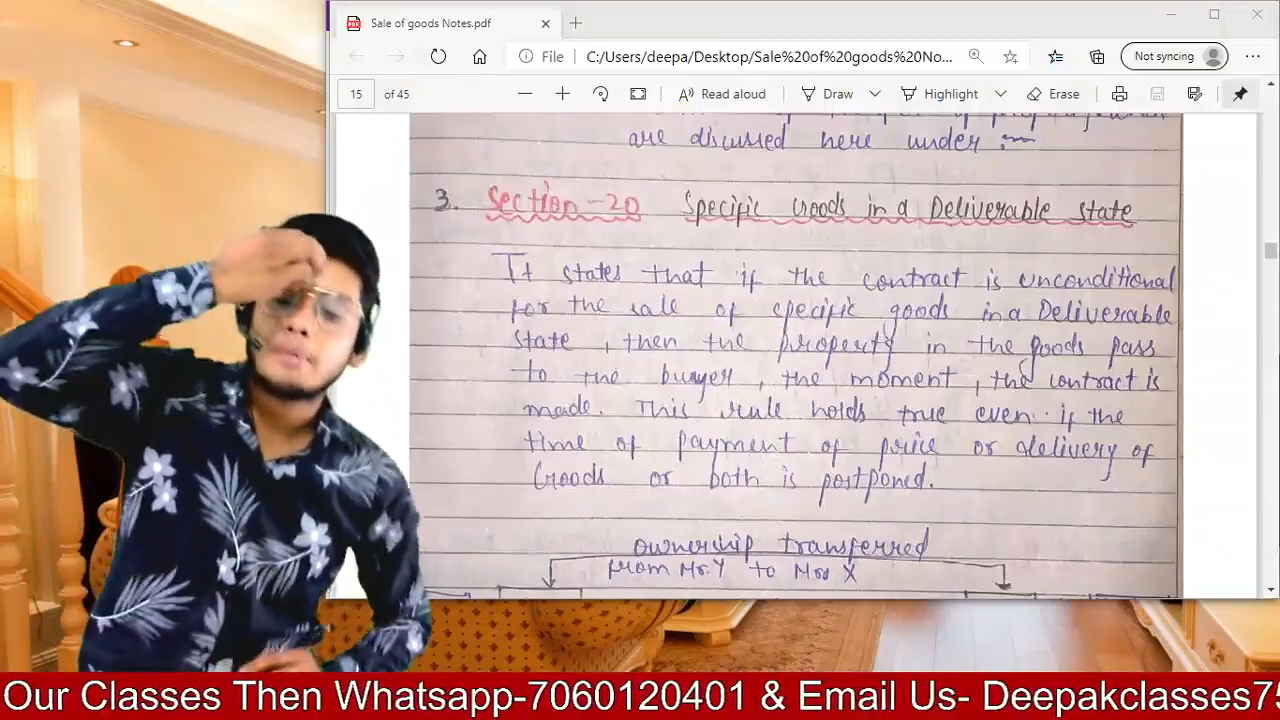 Sale of goods Notes.pdf
File
C:/Users/deepa/Desktop/Sale%20of%20goods%20No...
Not syncing
15 of 45
Read aloud
Draw
Highlight
Erase
are discussed here under :-
3. Section-20 Specific Goods in a Deliverable state
It states that if the contract is unconditional
for the sale of specific goods in a Deliverable
state, then the property in the goods pass
to the buyer, the moment, the contract is
made. This rule holds true even if the
time of payment of price or delivery of
Goods or both is postponed.
ownership transferred
from Mr. Y to Mrs X
Our Classes Then Whatsapp-7060120401 & Email Us- Deepakclasses75